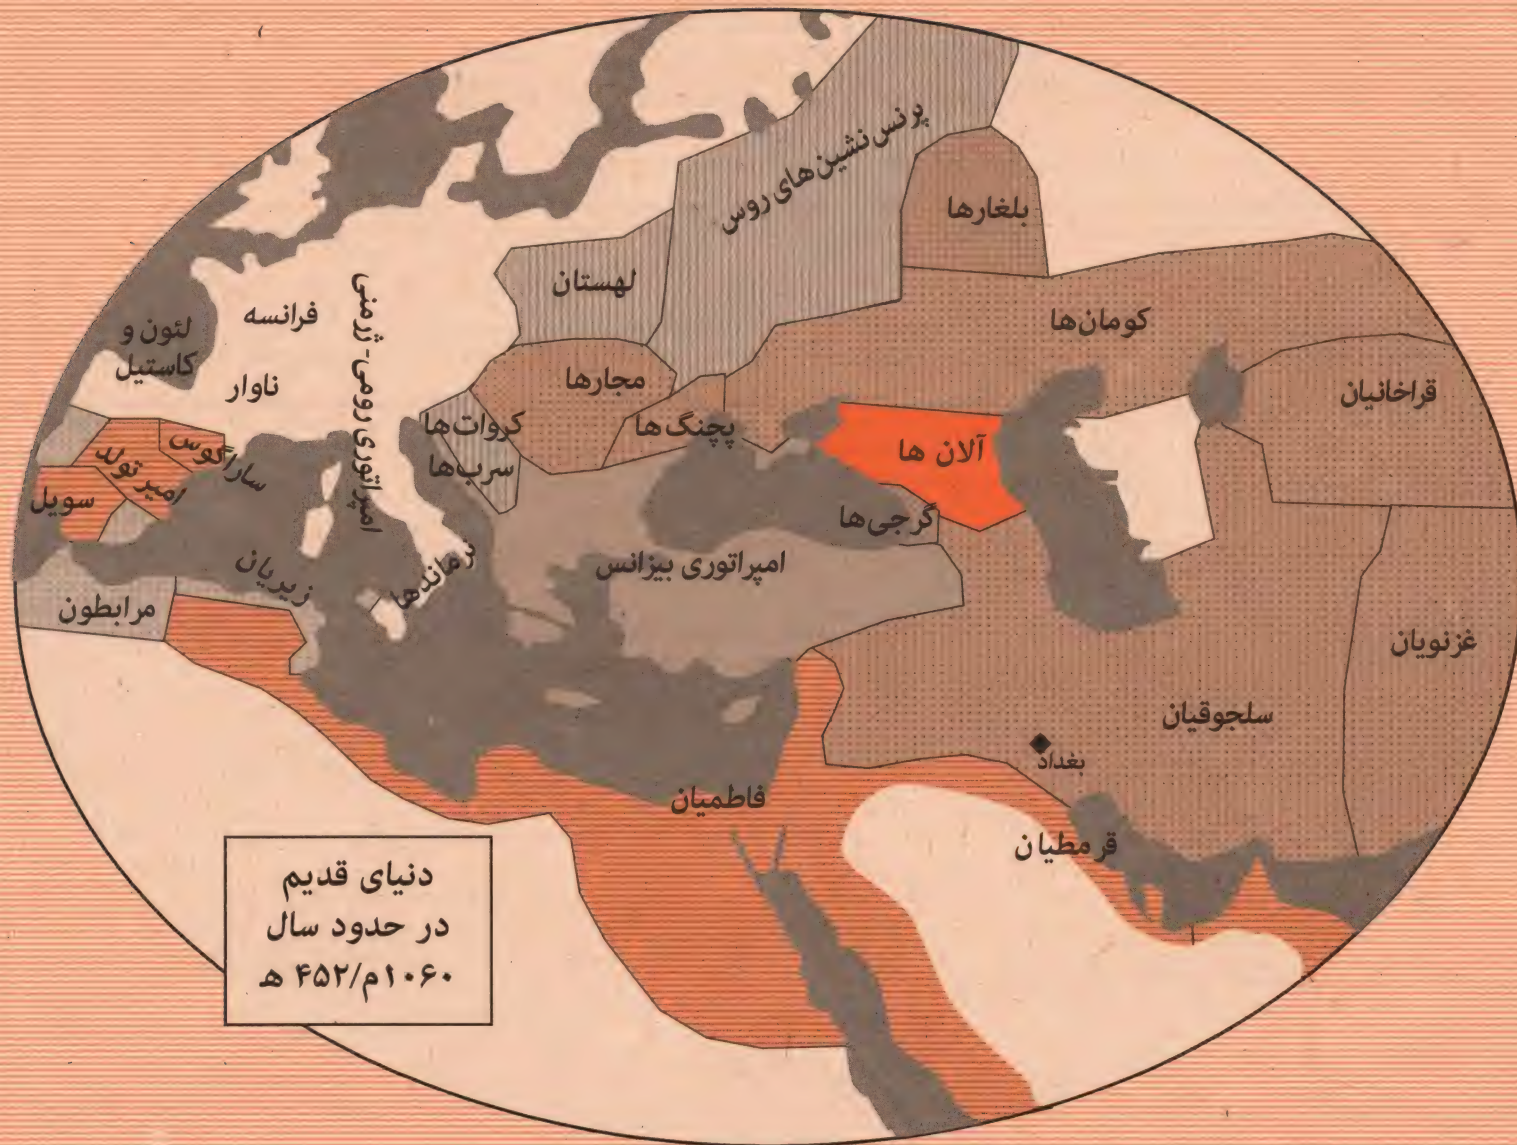 پرنس‌نشین‌های روس
بلغارها
لهستان
فرانسه
امپراتوری رومی-ژرمنی
لئون و
کاستیل
ناوار
کومان‌ها
قراخانیان
مجارها
پچنگ‌ها
کروات‌ها
سرب‌ها
آلان ها
ساراگوس
امیر تولد
سویل
گرجی‌ها
امپراتوری بیزانس
نرماندها
زیریان
مرابطون
غزنویان
سلجوقیان
بغداد
فاطمیان
قرمطیان
دنیای قدیم
در حدود سال
۱۰۶۰م/۴۵۲ ه